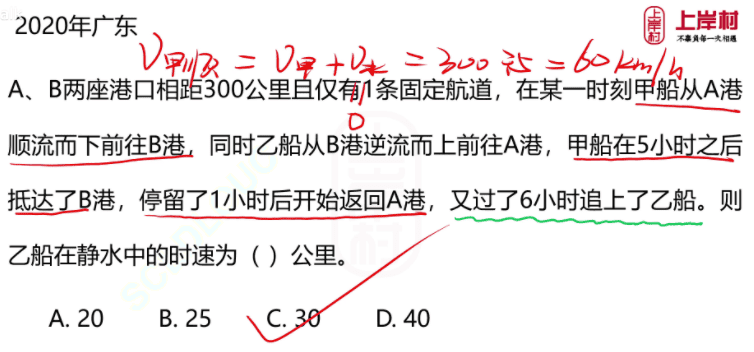 2020年广东
上岸村
不辜负每一次相遇
V甲顺 = V甲 + V水 = 300÷5 = 60km/h
A、B两座港口相距300公里且仅有1条固定航道，在某一时刻甲船从A港
0
顺流而下前往B港，同时乙船从B港逆流而上前往A港，甲船在5小时之后
抵达了B港，停留了1小时后开始返回A港，又过了6小时追上了乙船。则
乙船在静水中的时速为（ ）公里。
A. 20 B. 25 C. 30 D. 40